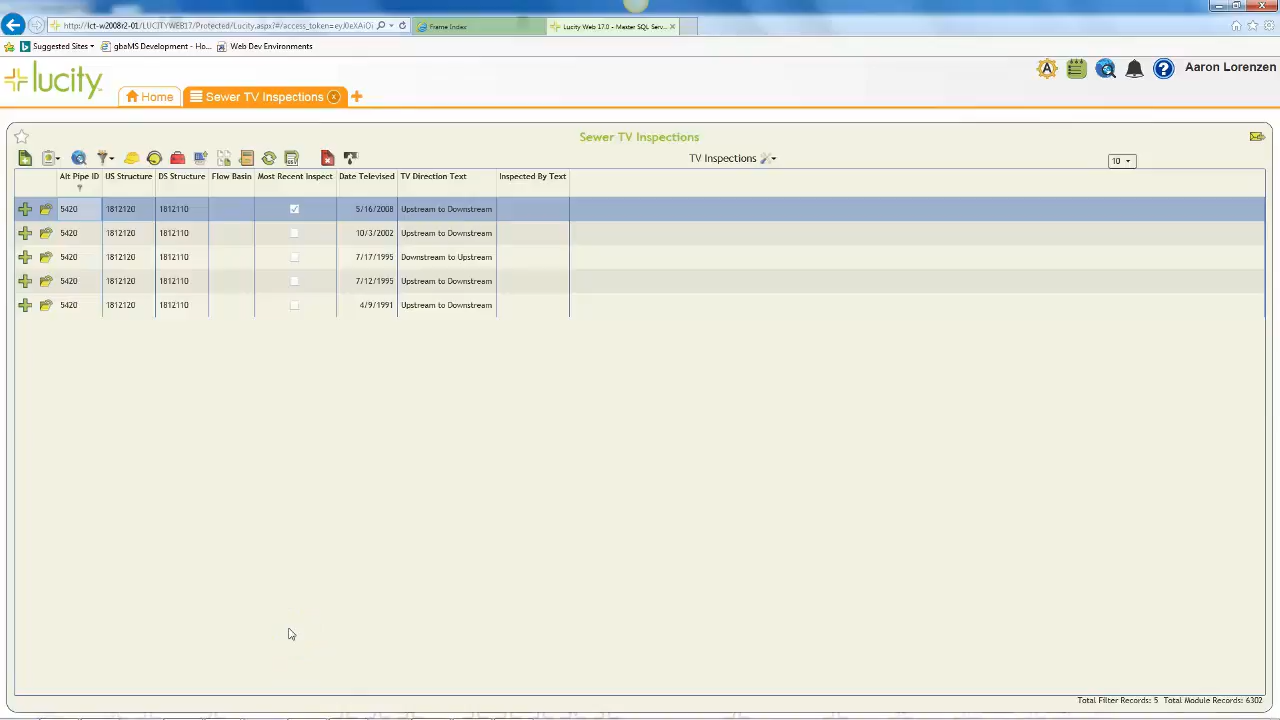 http://lct-w2008r2-01/LUCITYWEB17/Protected/Lucity.aspx?#/access_token=eyJ0eXAiOi
Frame Index
Lucity Web 17.0 - Master SQL Serv...
Suggested Sites
gbaMS Development - Ho...
Web Dev Environments
lucity
Home
Sewer TV Inspections
Aaron Lorenzen
Sewer TV Inspections
TV Inspections
10
Alt Pipe ID US Structure DS Structure Flow Basin Most Recent Inspect Date Televised TV Direction Text Inspected By Text
5420 1812120 1812110 5/16/2008 Upstream to Downstream
5420 1812120 1812110 10/3/2002 Upstream to Downstream
5420 1812120 1812110 7/17/1995 Downstream to Upstream
5420 1812120 1812110 7/12/1995 Upstream to Downstream
5420 1812120 1812110 4/9/1991 Upstream to Downstream
Total Filter Records: 5 Total Module Records: 6302